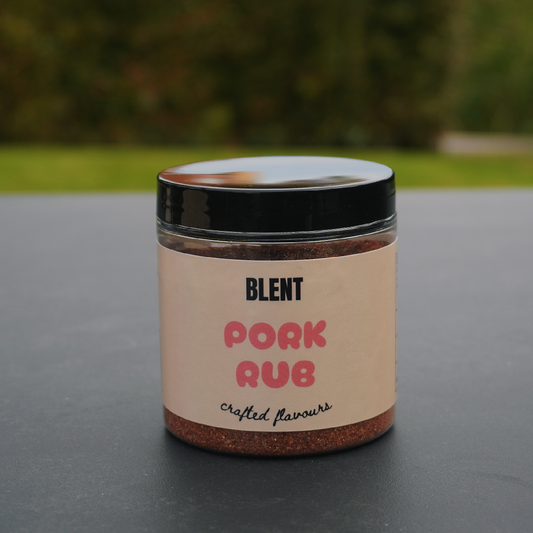 BLENT
PORK
RUB
crafted flavours